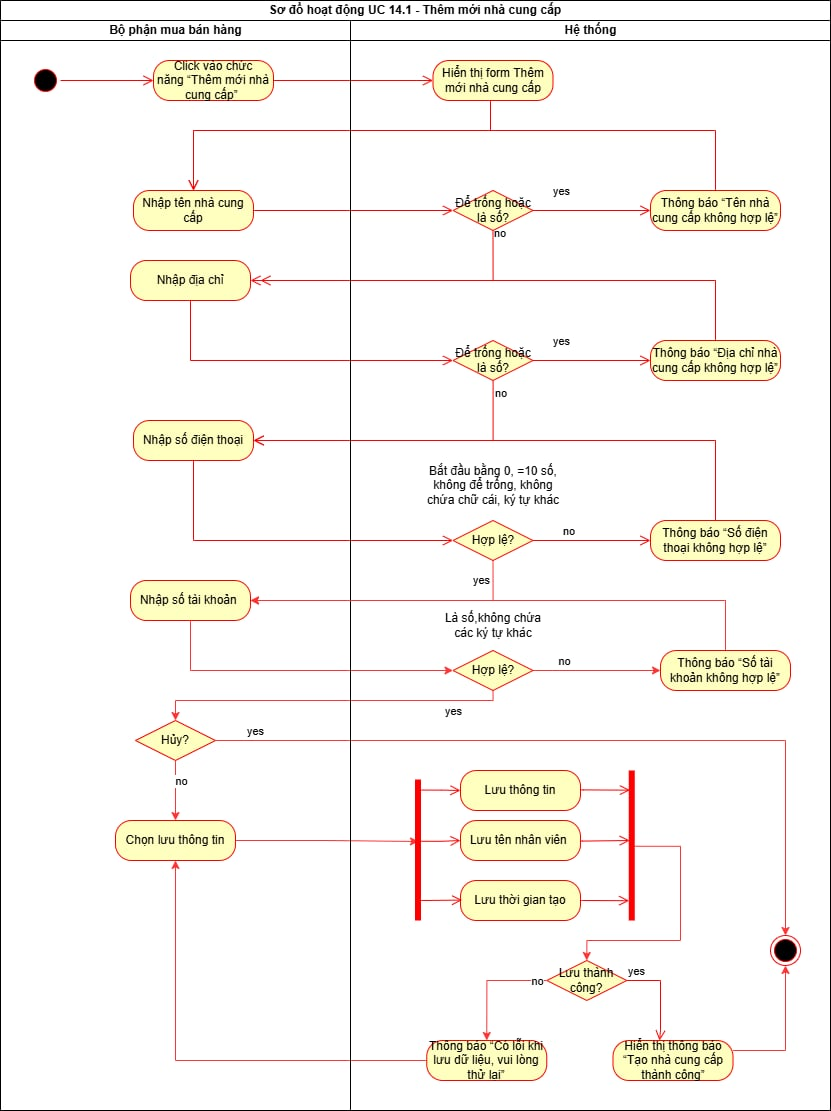 Sơ đồ hoạt động UC 14.1 - Thêm mới nhà cung cấp
Bộ phận mua bán hàng
Hệ thống
Click vào chức
năng “Thêm mới nhà
cung cấp”
Hiển thị form Thêm
mới nhà cung cấp
Nhập tên nhà cung
cấp
Để trống hoặc
là số?
yes
Thông báo “Tên nhà
cung cấp không hợp lệ”
no
Nhập địa chỉ
Để trống hoặc
là số?
yes
Thông báo “Địa chỉ nhà
cung cấp không hợp lệ”
no
Nhập số điện thoại
Bắt đầu bằng 0, =10 số,
không để trống, không
chứa chữ cái, ký tự khác
Hợp lệ?
no
Thông báo “Số điện
thoại không hợp lệ”
yes
Nhập số tài khoản
Là số,không chứa
các ký tự khác
Hợp lệ?
no
Thông báo “Số tài
khoản không hợp lệ”
yes
Hủy?
yes
no
Chọn lưu thông tin
Lưu thông tin
Lưu tên nhân viên
Lưu thời gian tạo
Lưu thành
công?
no
yes
Thông báo “Có lỗi khi
lưu dữ liệu, vui lòng
thử lại”
Hiển thị thông báo
“Tạo nhà cung cấp
thành công”